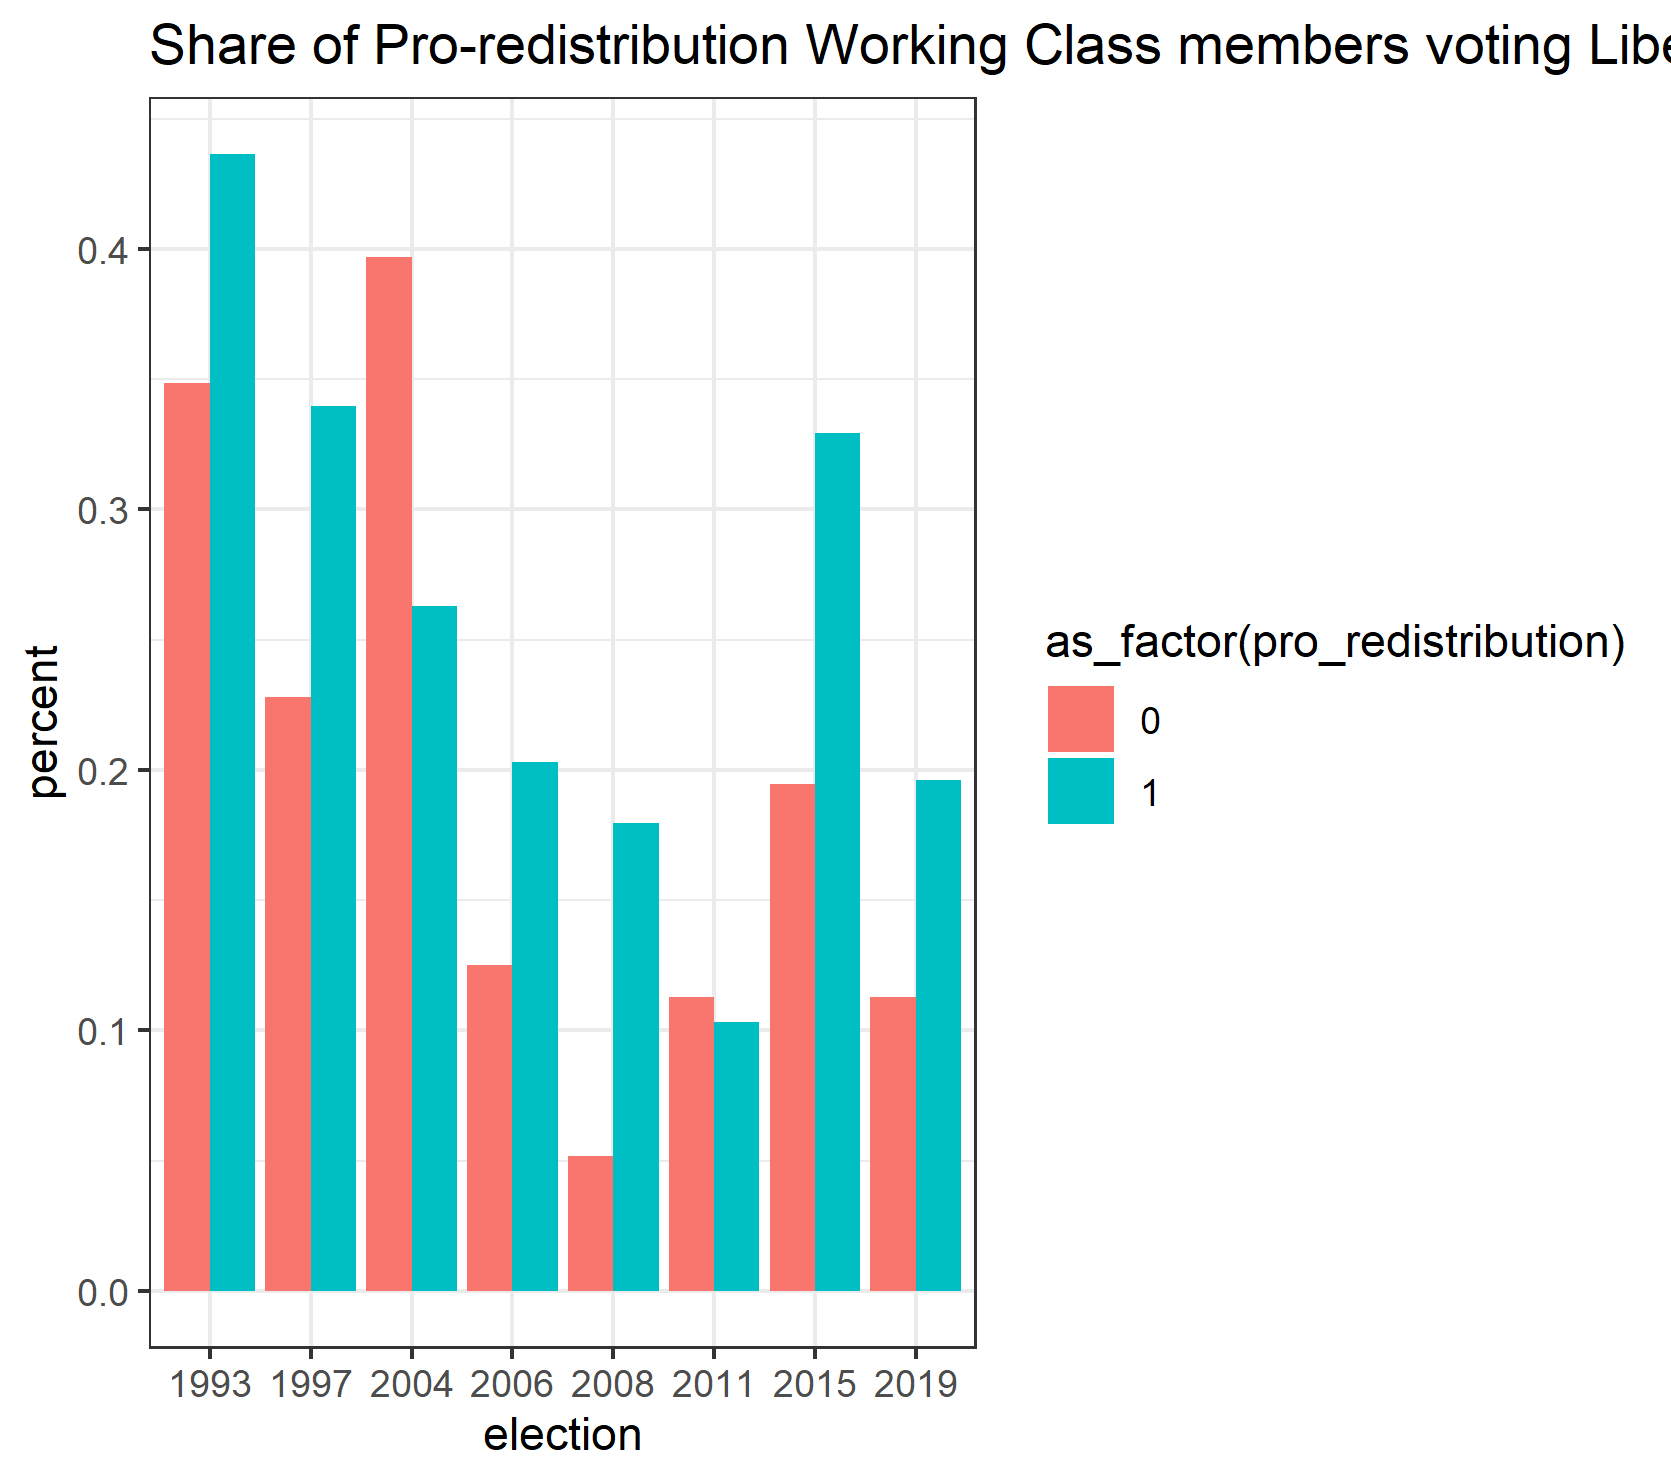 Share of Pro-redistribution Working Class members voting Libe
percent
0.4
0.3
0.2
0.1
0.0
1993 1997 2004 2006 2008 2011 2015 2019
election
as_factor(pro_redistribution)
0
1